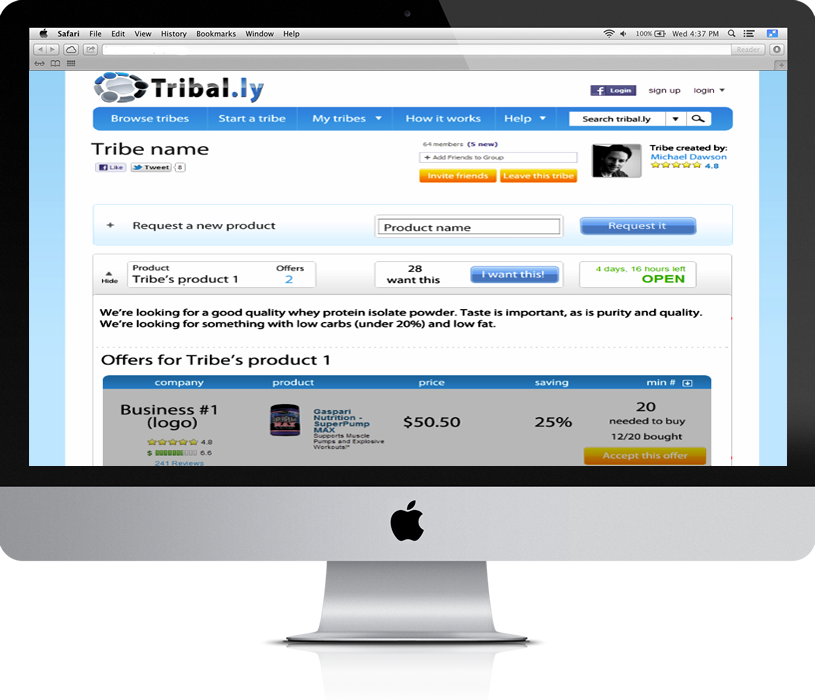 Safari File Edit View History Bookmarks Window Help 100% Wed 4:37 PM
Reader
Tribal.ly
f Login sign up login
Browse tribes Start a tribe My tribes How it works Help Search tribal.ly
Tribe name
Like Tweet 8
64 members (5 new)
+ Add Friends to Group
Invite friends Leave this tribe
Tribe created by:
Michael Dawson
4.8
+ Request a new product Product name Request it
Hide
Product Offers
Tribe's product 1 2
28
want this
I want this!
4 days, 16 hours left
OPEN
We're looking for a good quality whey protein isolate powder. Taste is important, as is purity and quality.
We're looking for something with low carbs (under 20%) and low fat.
Offers for Tribe's product 1
company product price saving min #
Business #1
(logo)
4.8
$ 6.6
241 Reviews
Gaspari
Nutrition -
SuperPump
MAX
Supports Muscle
Pumps and Explosive
Workouts!*
$50.50
25%
20
needed to buy
12/20 bought
Accept this offer